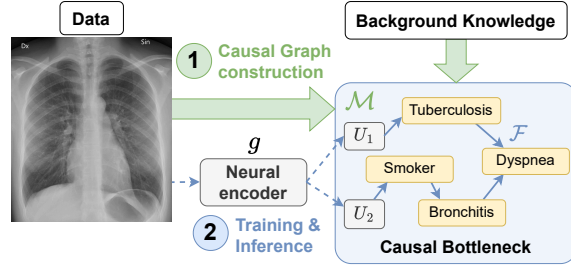 Data
Background Knowledge
Dx
Sin
1
Causal Graph
construction
M
Tuberculosis
F
U1
g
Neural
encoder
Smoker
Dyspnea
U2
Bronchitis
2
Training &
Inference
Causal Bottleneck